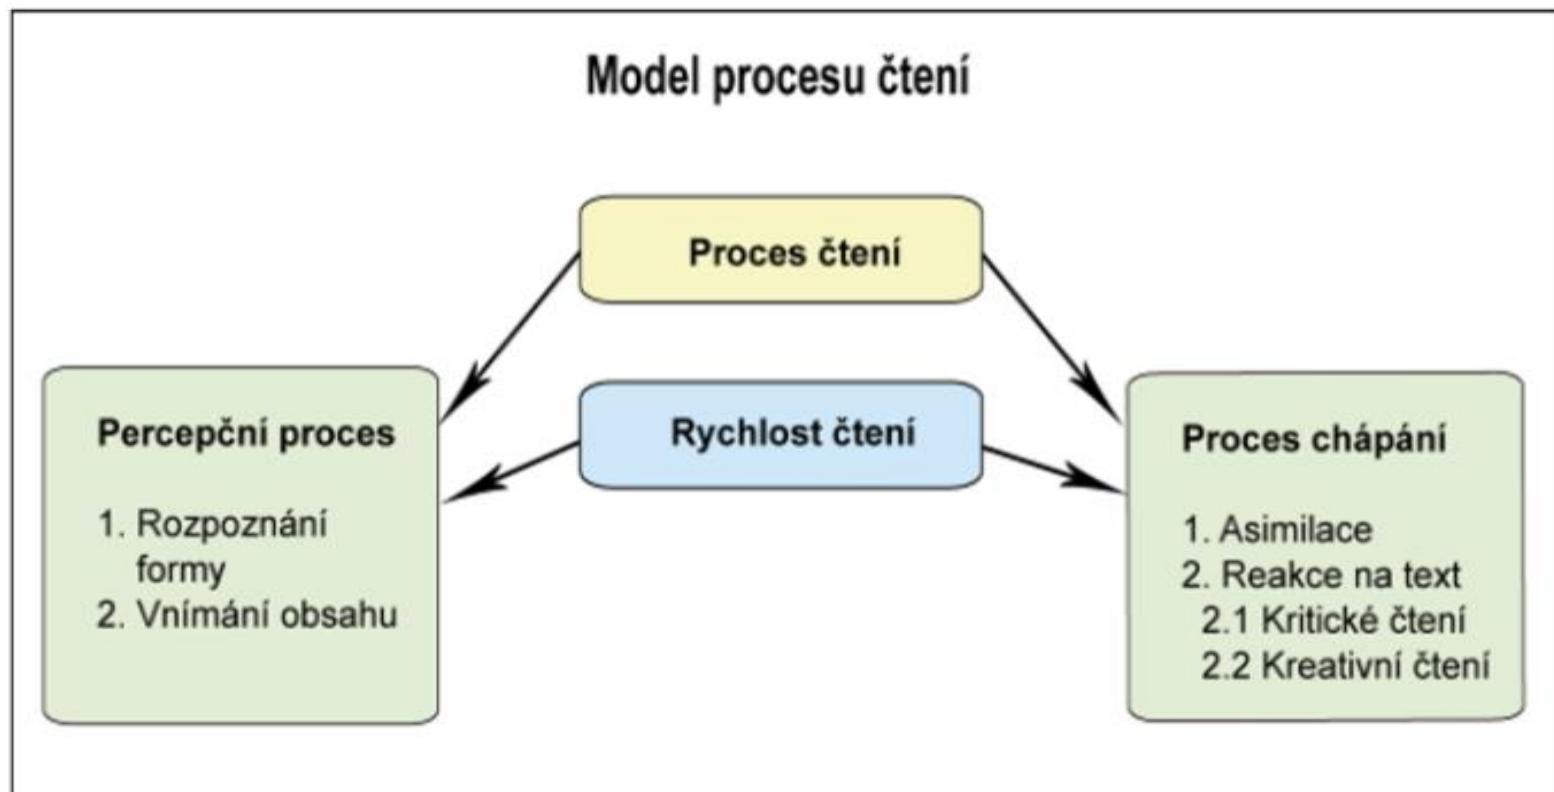 Model procesu čtení
Proces čtení
Rychlost čtení
Percepční proces
1. Rozpoznání
formy
2. Vnímání obsahu
Proces chápání
1. Asimilace
2. Reakce na text
2.1 Kritické čtení
2.2 Kreativní čtení